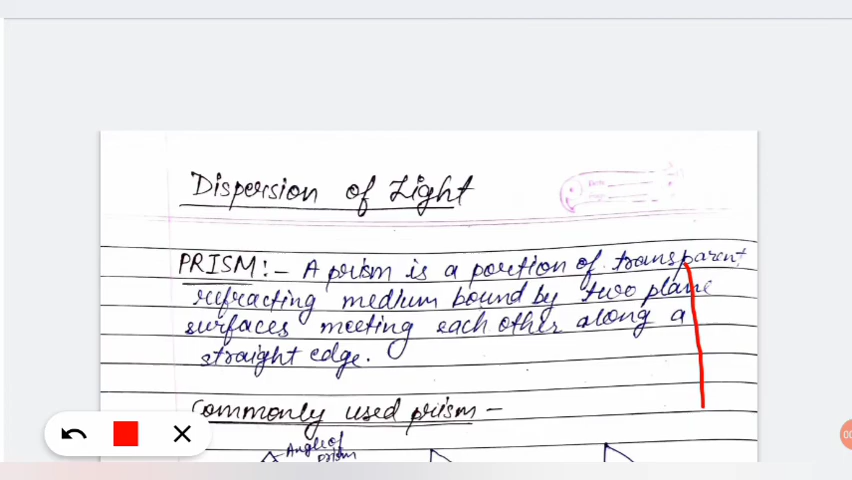 Dispersion of Light
PRISM:- A prism is a portion of transparent
refracting medium bound by two plane
surfaces meeting each other along a
straight edge.
Commonly used prism -
Angle of
prism
00